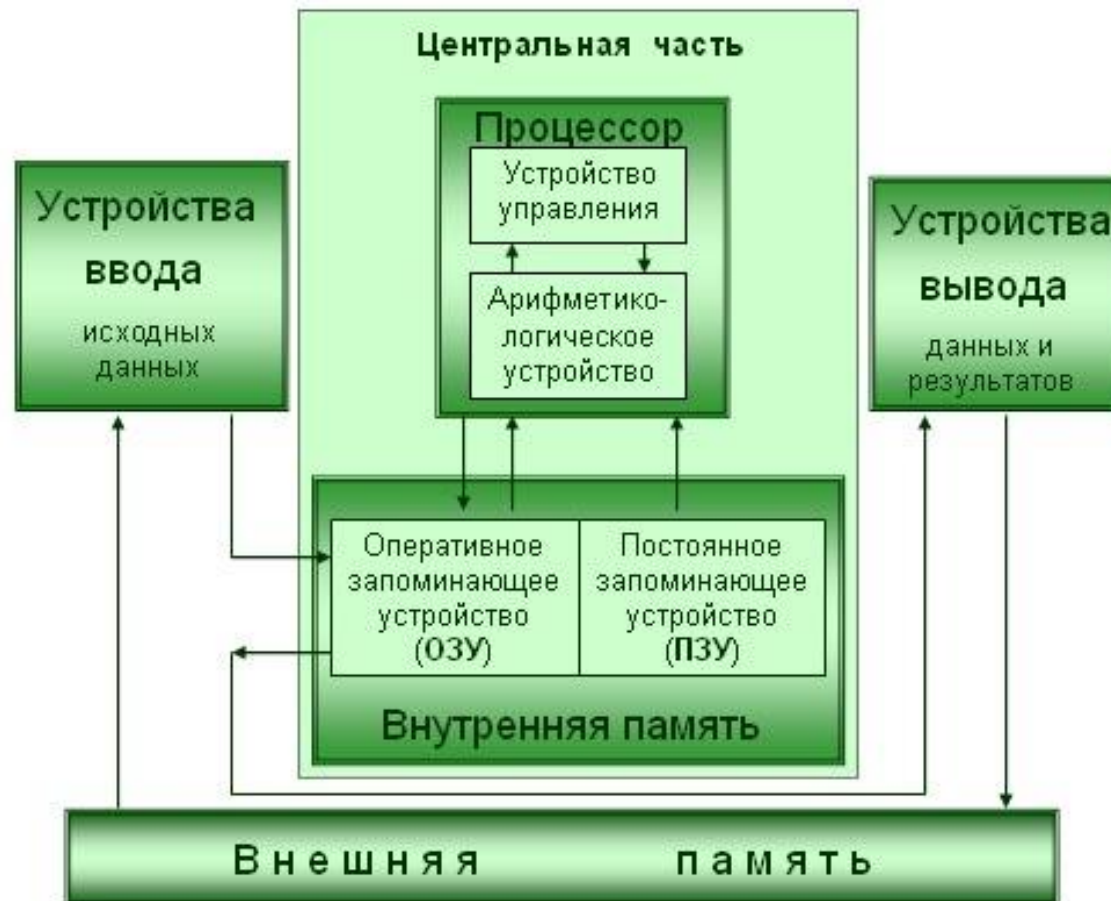 Центральная часть
Процессор
Устройство
управления
Арифметико-
логическое
устройство
Устройства
ввода
исходных
данных
Устройства
вывода
данных и
результатов
Оперативное
запоминающее
устройство
(ОЗУ)
Постоянное
запоминающее
устройство
(ПЗУ)
Внутренняя память
Внешняя память